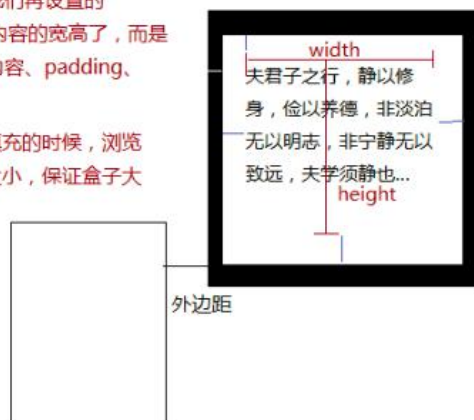 们再设置的
内容的宽高了，而是
内容、padding、
填充的时候，浏览
大小，保证盒子大
width
夫君子之行，静以修
身，俭以养德，非淡泊
无以明志，非宁静无以
致远，夫学须静也...
height
外边距